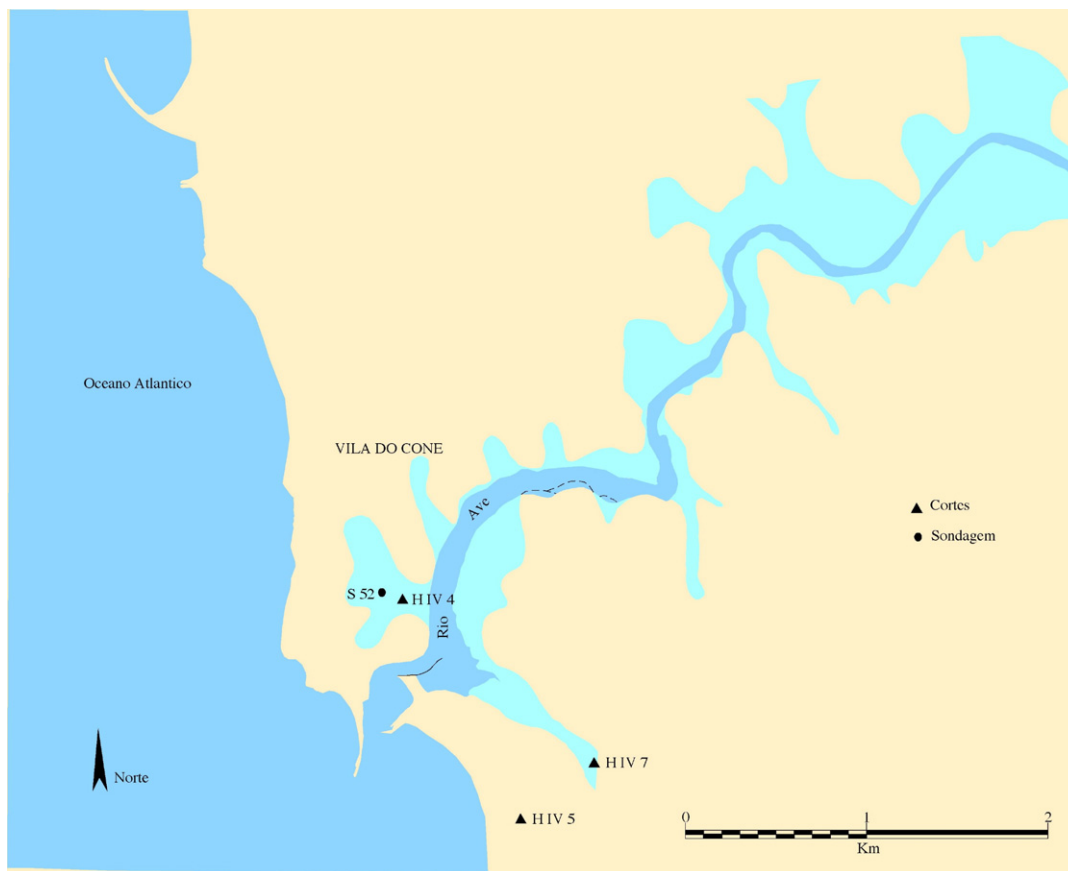 Oceano Atlantico
VILA DO CONE
Ave
Cortes
Sondagem
S 52
H IV 4
Rio
H IV 7
Norte
H IV 5
0 1 2
Km